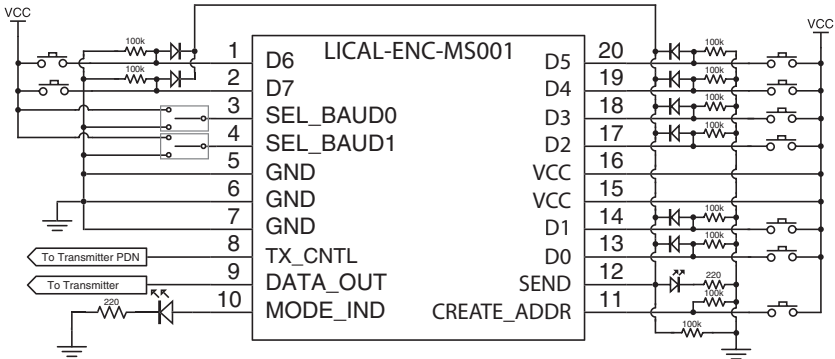 VCC
VCC
LICAL-ENC-MS001
100k
100k
1 D6
2 D7
3 SEL_BAUD0
4 SEL_BAUD1
5 GND
6 GND
7 GND
8 TX_CNTL
9 DATA_OUT
10 MODE_IND
To Transmitter PDN
To Transmitter
220
20 D5
19 D4
18 D3
17 D2
16 VCC
15 VCC
14 D1
13 D0
12 SEND
11 CREATE_ADDR
100k
100k
100k
100k
100k
100k
220
100k
100k